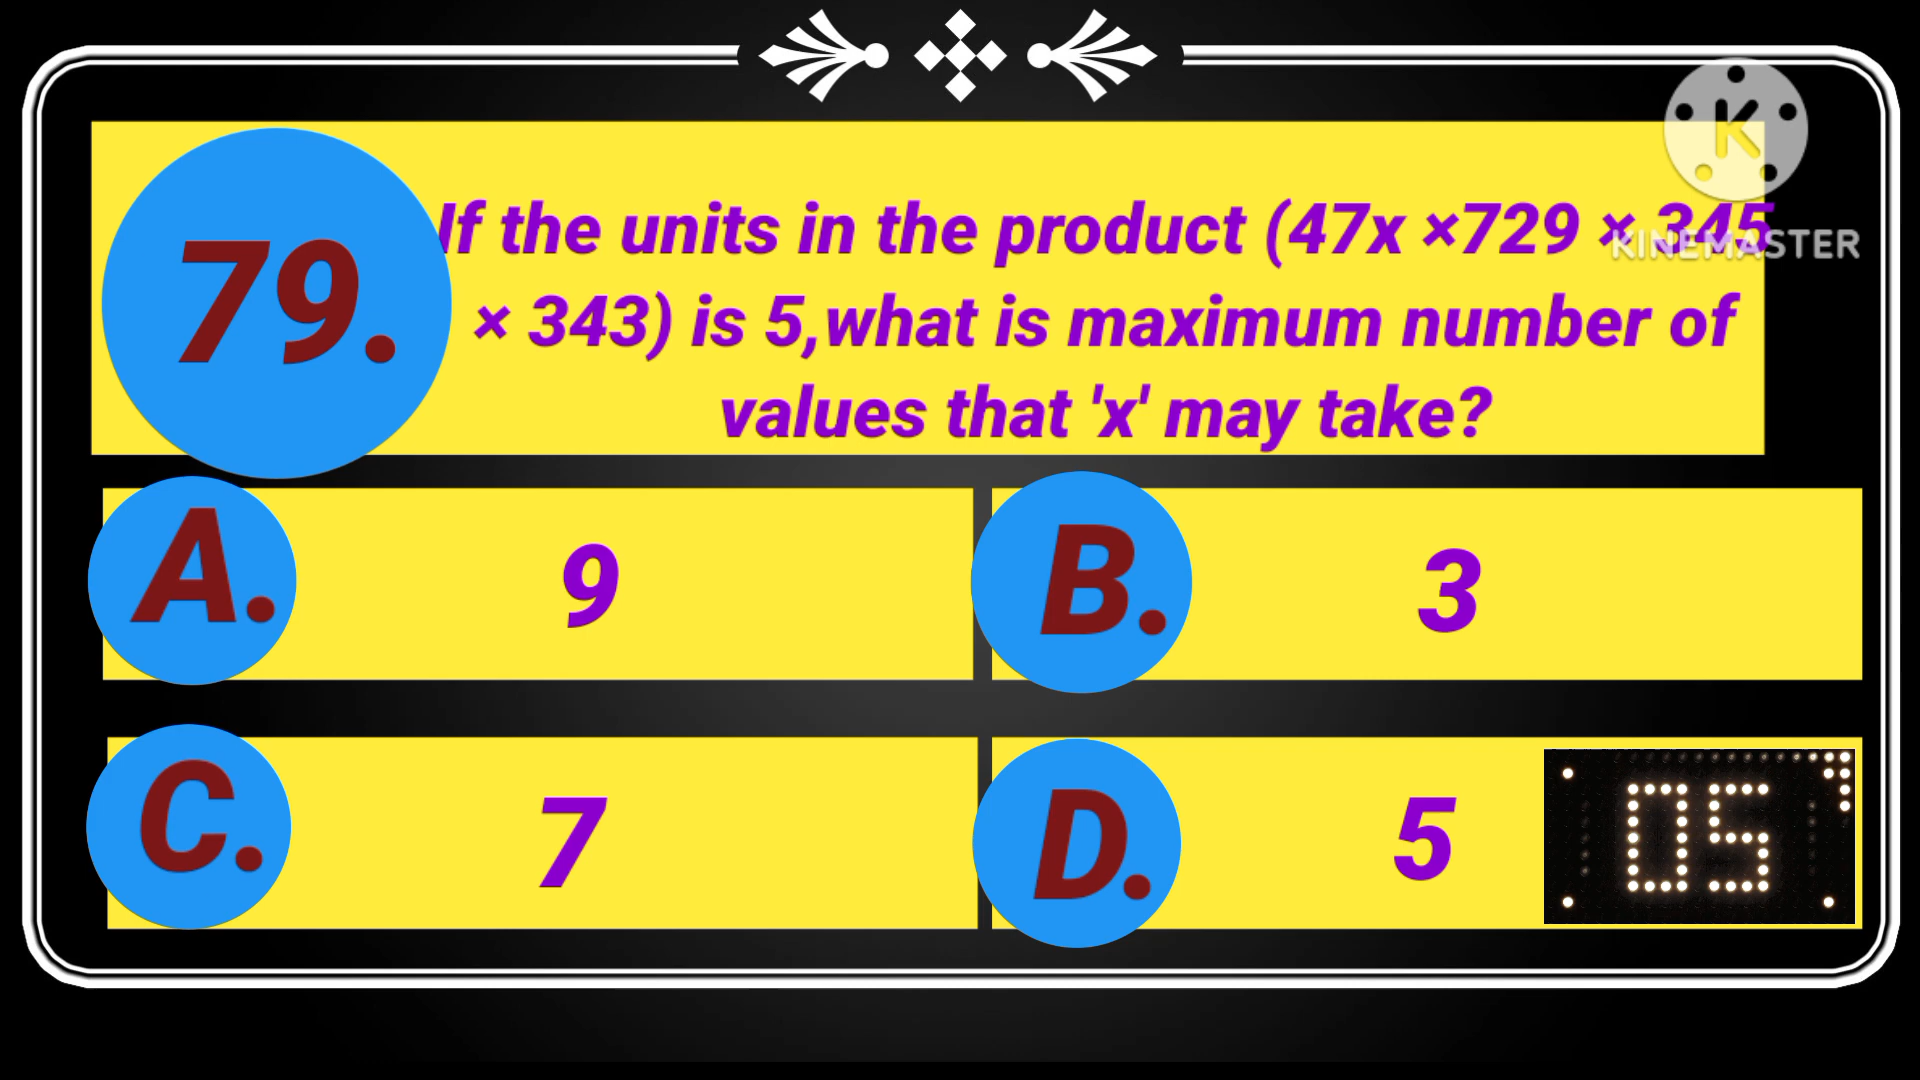 79.
If the units in the product (47x ×729 × 345
× 343) is 5,what is maximum number of
values that 'x' may take?
KINEMASTER
A. 9
B. 3
C. 7
D. 5
05